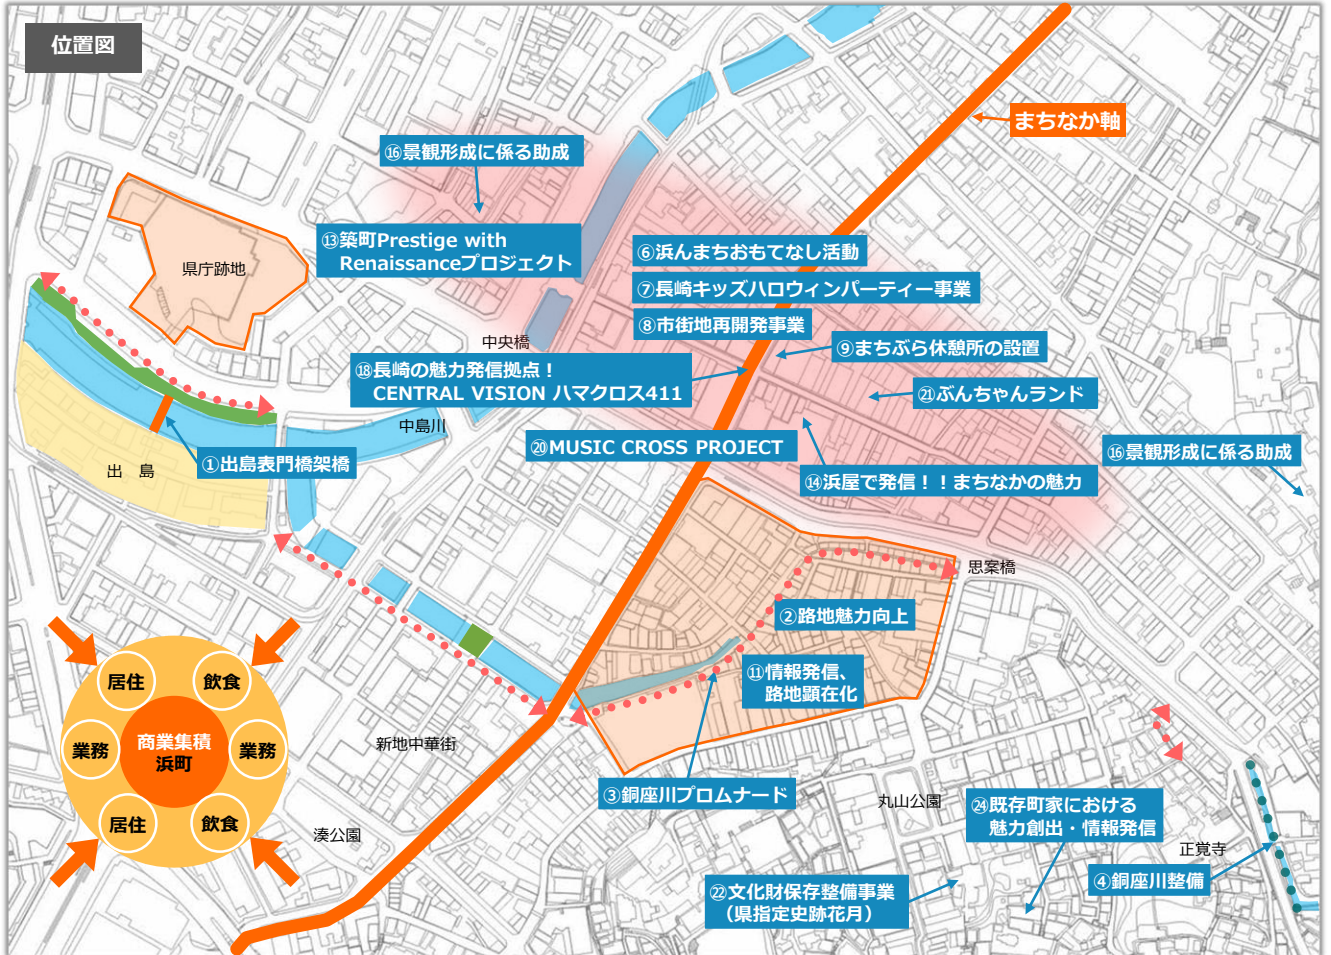 位置図
まちなか軸
⑯景観形成に係る助成
⑬築町Prestige with
Renaissanceプロジェクト
県庁跡地
⑥浜んまちおもてなし活動
⑦長崎キッズハロウィンパーティー事業
⑧市街地再開発事業
中央橋
⑨まちぶら休憩所の設置
⑱長崎の魅力発信拠点！
CENTRAL VISION ハマクロス411
㉑ぶんちゃんランド
中島川
⑳MUSIC CROSS PROJECT
⑯景観形成に係る助成
①出島表門橋架橋
出 島
⑭浜屋で発信！！まちなかの魅力
思案橋
②路地魅力向上
⑪情報発信、
路地顕在化
居住
飲食
業務
商業集積
浜町
業務
居住
飲食
新地中華街
③銅座川プロムナード
丸山公園
㉔既存町家における
魅力創出・情報発信
湊公園
正覚寺
④銅座川整備
㉒文化財保存整備事業
（県指定史跡花月）